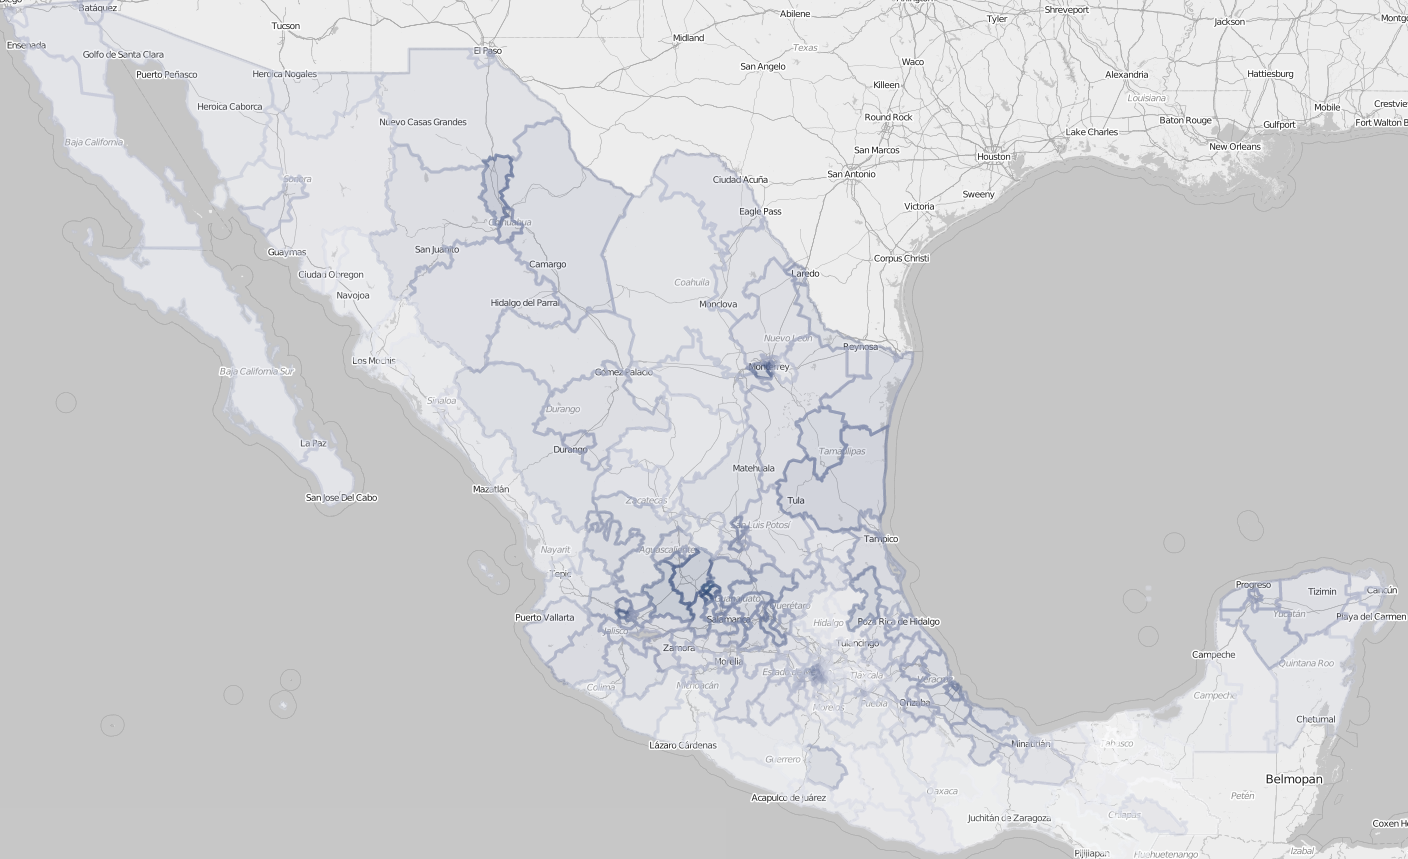 Batáquez
Ensenada
Golfo de Santa Clara
Puerto Peñasco
Tucson
Heroica Nogales
Heroica Caborca
El Paso
Nuevo Casas Grandes
Midland
Abilene
Texas
San Angelo
Waco
Killeen
Round Rock
San Marcos
San Antonio
Houston
Sweeny
Victoria
Corpus Christi
Tyler
Shreveport
Jackson
Alexandria
Louisiana
Hattiesburg
Mobile
Baton Rouge
Gulfport
Lake Charles
New Orleans
Baja California
Sonora
Ciudad Acuña
Eagle Pass
Chihuahua
San Juanito
Camargo
Guaymas
Ciudad Obregon
Navojoa
Hidalgo del Parral
Coahuila
Monclova
Laredo
Nuevo León
Reynosa
Los Mochis
Gómez Palacio
Monterrey
Baja California Sur
Sinaloa
Durango
Durango
La Paz
San Jose Del Cabo
Mazatlán
Matehuala
Tamaulipas
Tula
Zacatecas
San Luis Potosí
Tampico
Nayarit
Aguascalientes
Tepic
Puerto Vallarta
Jalisco
Guanajuato
Querétaro
Salamanca
Hidalgo
Poza Rica de Hidalgo
Tulancingo
Zamora
Morelia
Colima
Michoacán
Tlaxcala
Puebla
Morelos
Veracruz
Orizaba
Lázaro Cárdenas
Guerrero
Acapulco de Juárez
Oaxaca
Juchitán de Zaragoza
Minatitlán
Tabasco
Chiapas
Pijijiapan
Huehuetenango
Progreso
Tizimin
Cancún
Yucatán
Playa del Carmen
Campeche
Campeche
Quintana Roo
Chetumal
Belmopan
Petén
Izabal